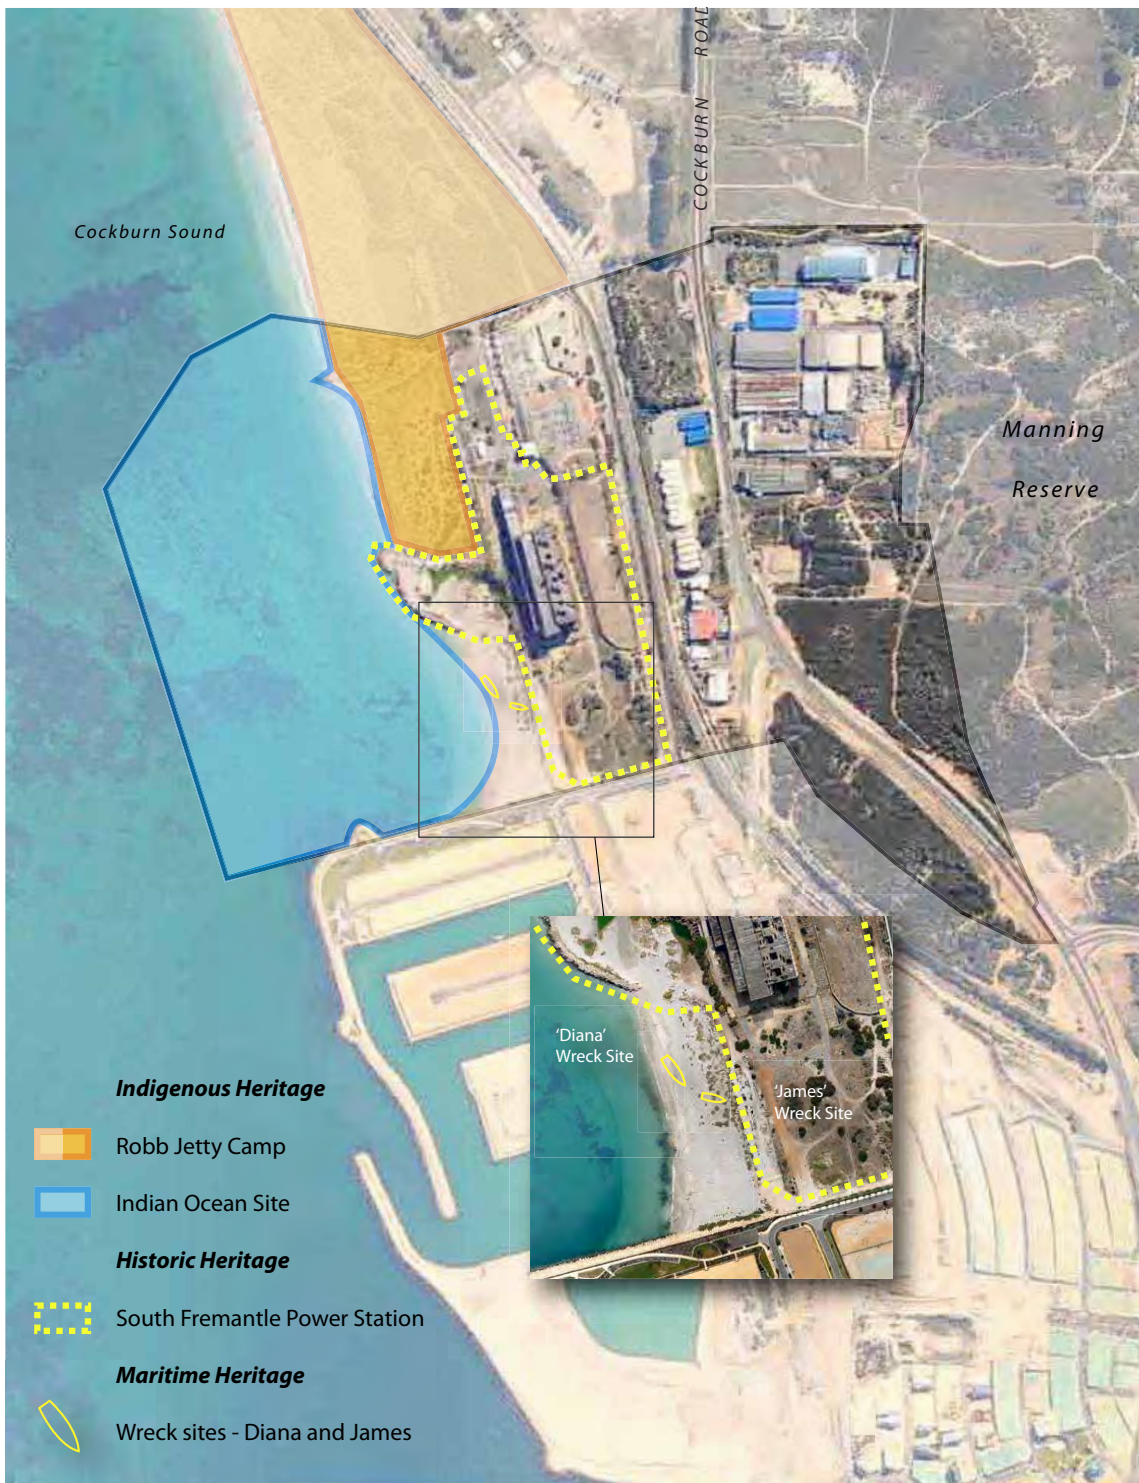 COCKBURN ROAD
Cockburn Sound
Manning
Reserve
'Diana'
Wreck Site
'James'
Wreck Site
Indigenous Heritage
Robb Jetty Camp
Indian Ocean Site
Historic Heritage
South Fremantle Power Station
Maritime Heritage
Wreck sites - Diana and James